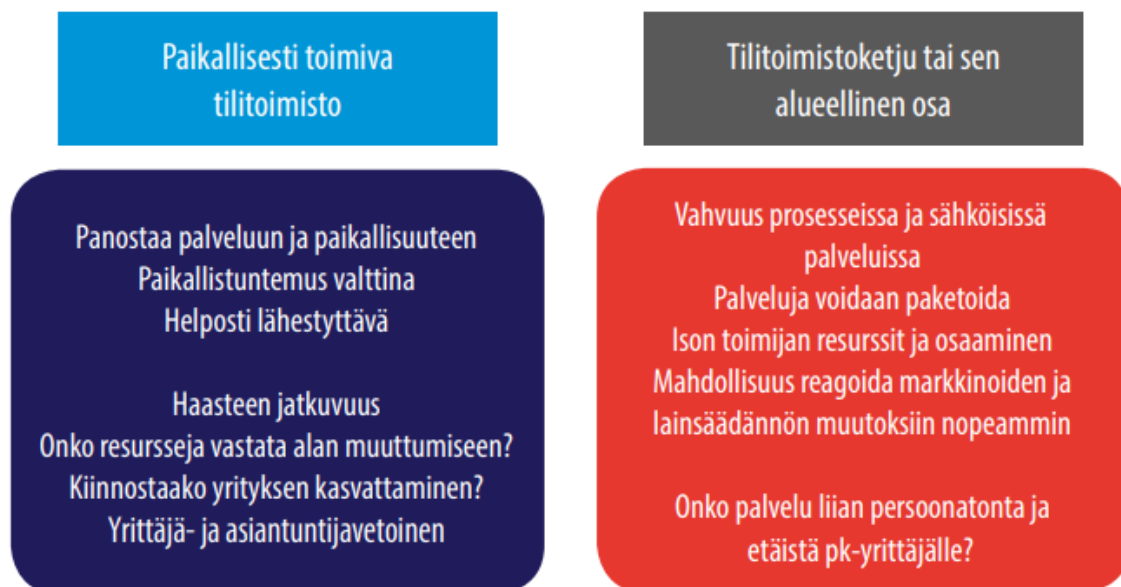 Paikallisesti toimiva
tilitoimisto
Panostaa palveluun ja paikallisuuteen
Paikallistuntemus valttina
Helposti lähestyttävä
Haasteen jatkuvuus
Onko resursseja vastata alan muuttumiseen?
Kiinnostaako yrityksen kasvattaminen?
Yrittäjä- ja asiantuntijavetoinen
Tilitoimistoketju tai sen
alueellinen osa
Vahvuus prosesseissa ja sähköisissä
palveluissa
Palveluja voidaan paketoida
Ison toimijan resurssit ja osaaminen
Mahdollisuus reagoida markkinoiden ja
lainsäädännön muutoksiin nopeammin
Onko palvelu liian persoonatonta ja
etäistä pk-yrittäjälle?